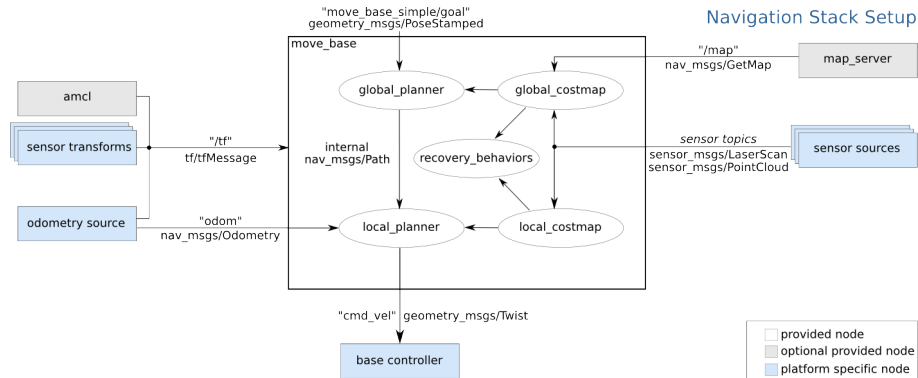 Navigation Stack Setup
"move_base_simple/goal"
geometry_msgs/PoseStamped
move_base
"/map"
nav_msgs/GetMap
map_server
amcl
global_planner
global_costmap
sensor transforms
"/tf"
tf/tfMessage
internal
nav_msgs/Path
recovery_behaviors
sensor topics
sensor_msgs/LaserScan
sensor_msgs/PointCloud
sensor sources
odometry source
"odom"
nav_msgs/Odometry
local_planner
local_costmap
"cmd_vel" geometry_msgs/Twist
base controller
provided node
optional provided node
platform specific node